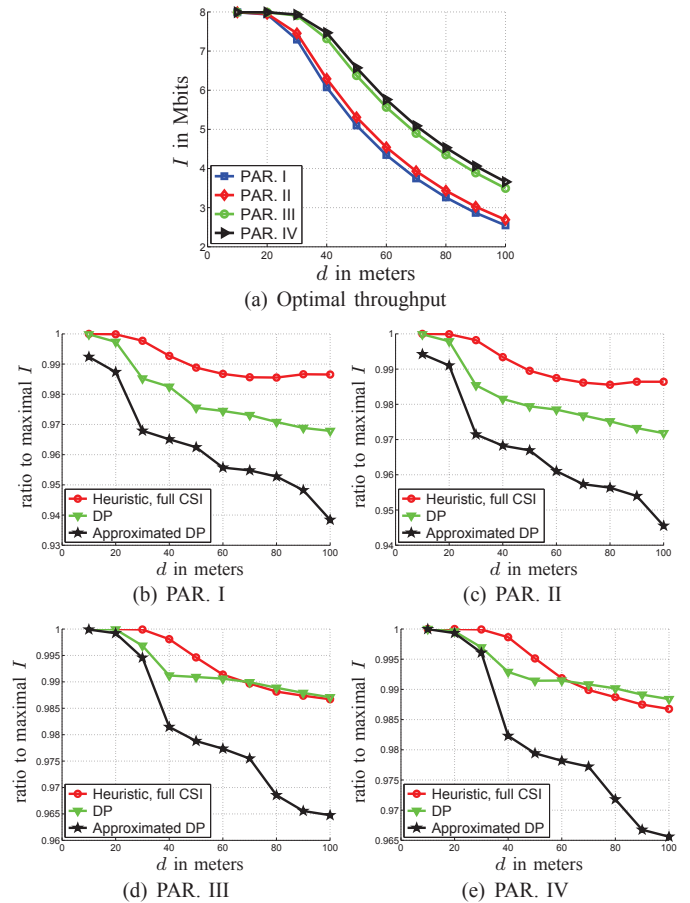 8
7
6
5
4
3
2
I in Mbits
PAR. I
PAR. II
PAR. III
PAR. IV
0 20 40 60 80 100
d in meters
(a) Optimal throughput
1
0.99
0.98
0.97
0.96
0.95
0.94
0.93
ratio to maximal I
Heuristic, full CSI
DP
Approximated DP
0 20 40 60 80 100
d in meters
(b) PAR. I
1
0.99
0.98
0.97
0.96
0.95
0.94
ratio to maximal I
Heuristic, full CSI
DP
Approximated DP
0 20 40 60 80 100
d in meters
(c) PAR. II
1
0.995
0.99
0.985
0.98
0.975
0.97
0.965
0.96
ratio to maximal I
Heuristic, full CSI
DP
Approximated DP
0 20 40 60 80 100
d in meters
(d) PAR. III
1
0.995
0.99
0.985
0.98
0.975
0.97
0.965
ratio to maximal I
Heuristic, full CSI
DP
Approximated DP
0 20 40 60 80 100
d in meters
(e) PAR. IV